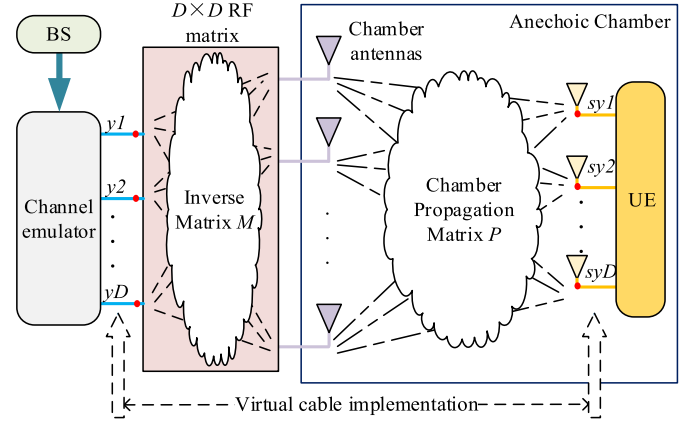 BS
D×D RF
matrix
Chamber
antennas
Anechoic Chamber
y1
y2
yD
Channel
emulator
Inverse
Matrix M
Chamber
Propagation
Matrix P
sy1
sy2
syD
UE
Virtual cable implementation